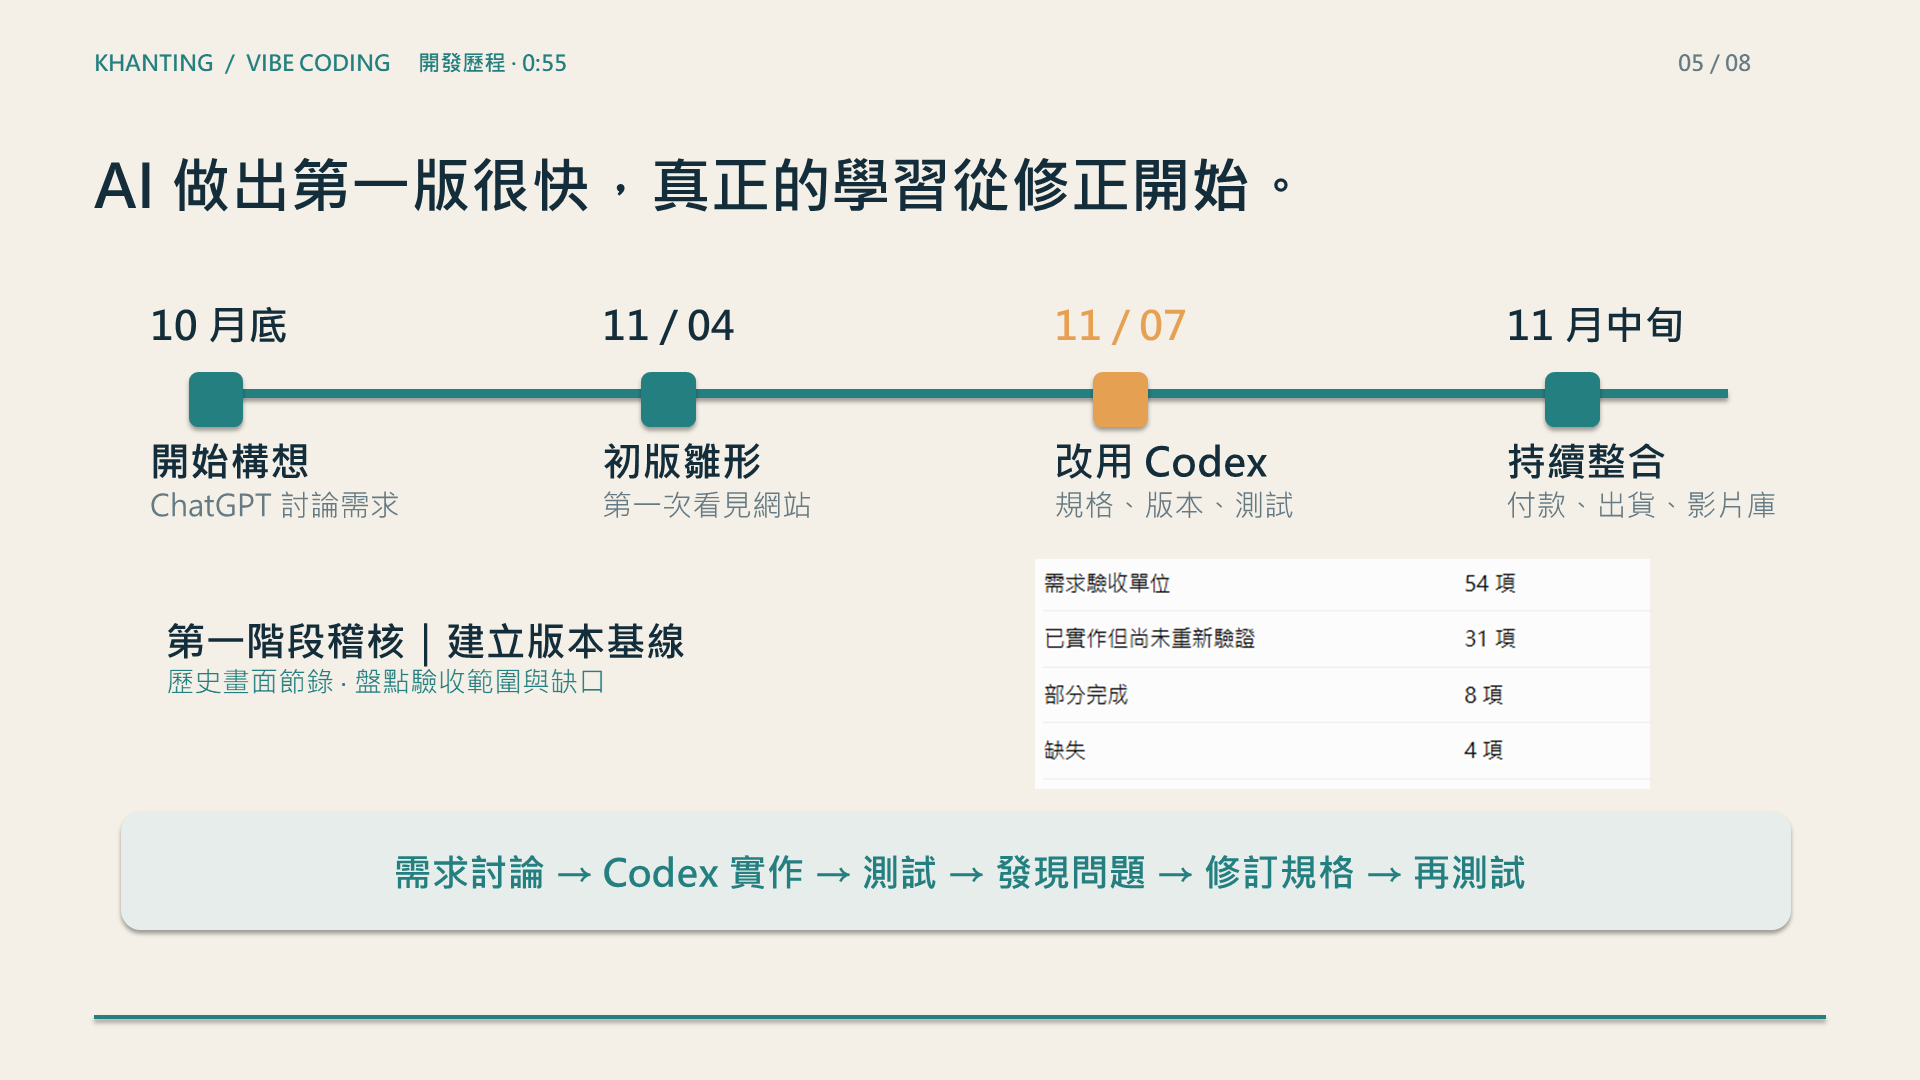 KHANTING / VIBE CODING 開發歷程 · 0:55
05 / 08
AI 做出第一版很快，真正的學習從修正開始。
10 月底
11 / 04
11 / 07
11 月中旬
開始構想
初版雛形
改用 Codex
持續整合
ChatGPT 討論需求
第一次看見網站
規格、版本、測試
付款、出貨、影片庫
第一階段稽核｜建立版本基線
歷史畫面節錄 · 盤點驗收範圍與缺口
需求驗收單位 54 項
已實作但尚未重新驗證 31 項
部分完成 8 項
缺失 4 項
需求討論 → Codex 實作 → 測試 → 發現問題 → 修訂規格 → 再測試